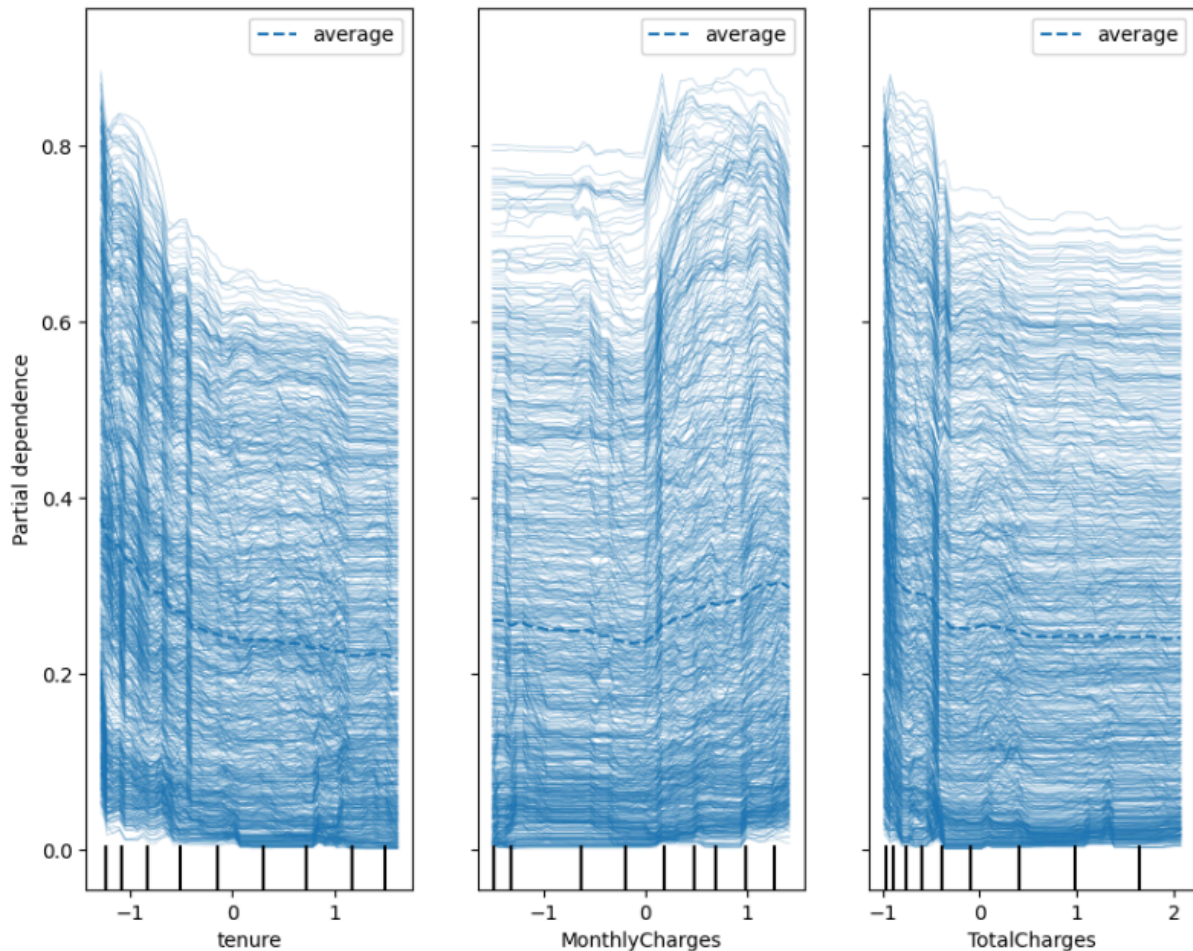 average
average
average
Partial dependence
0.8
0.6
0.4
0.2
0.0
−1 0 1
−1 0 1
−1 0 1 2
tenure
MonthlyCharges
TotalCharges